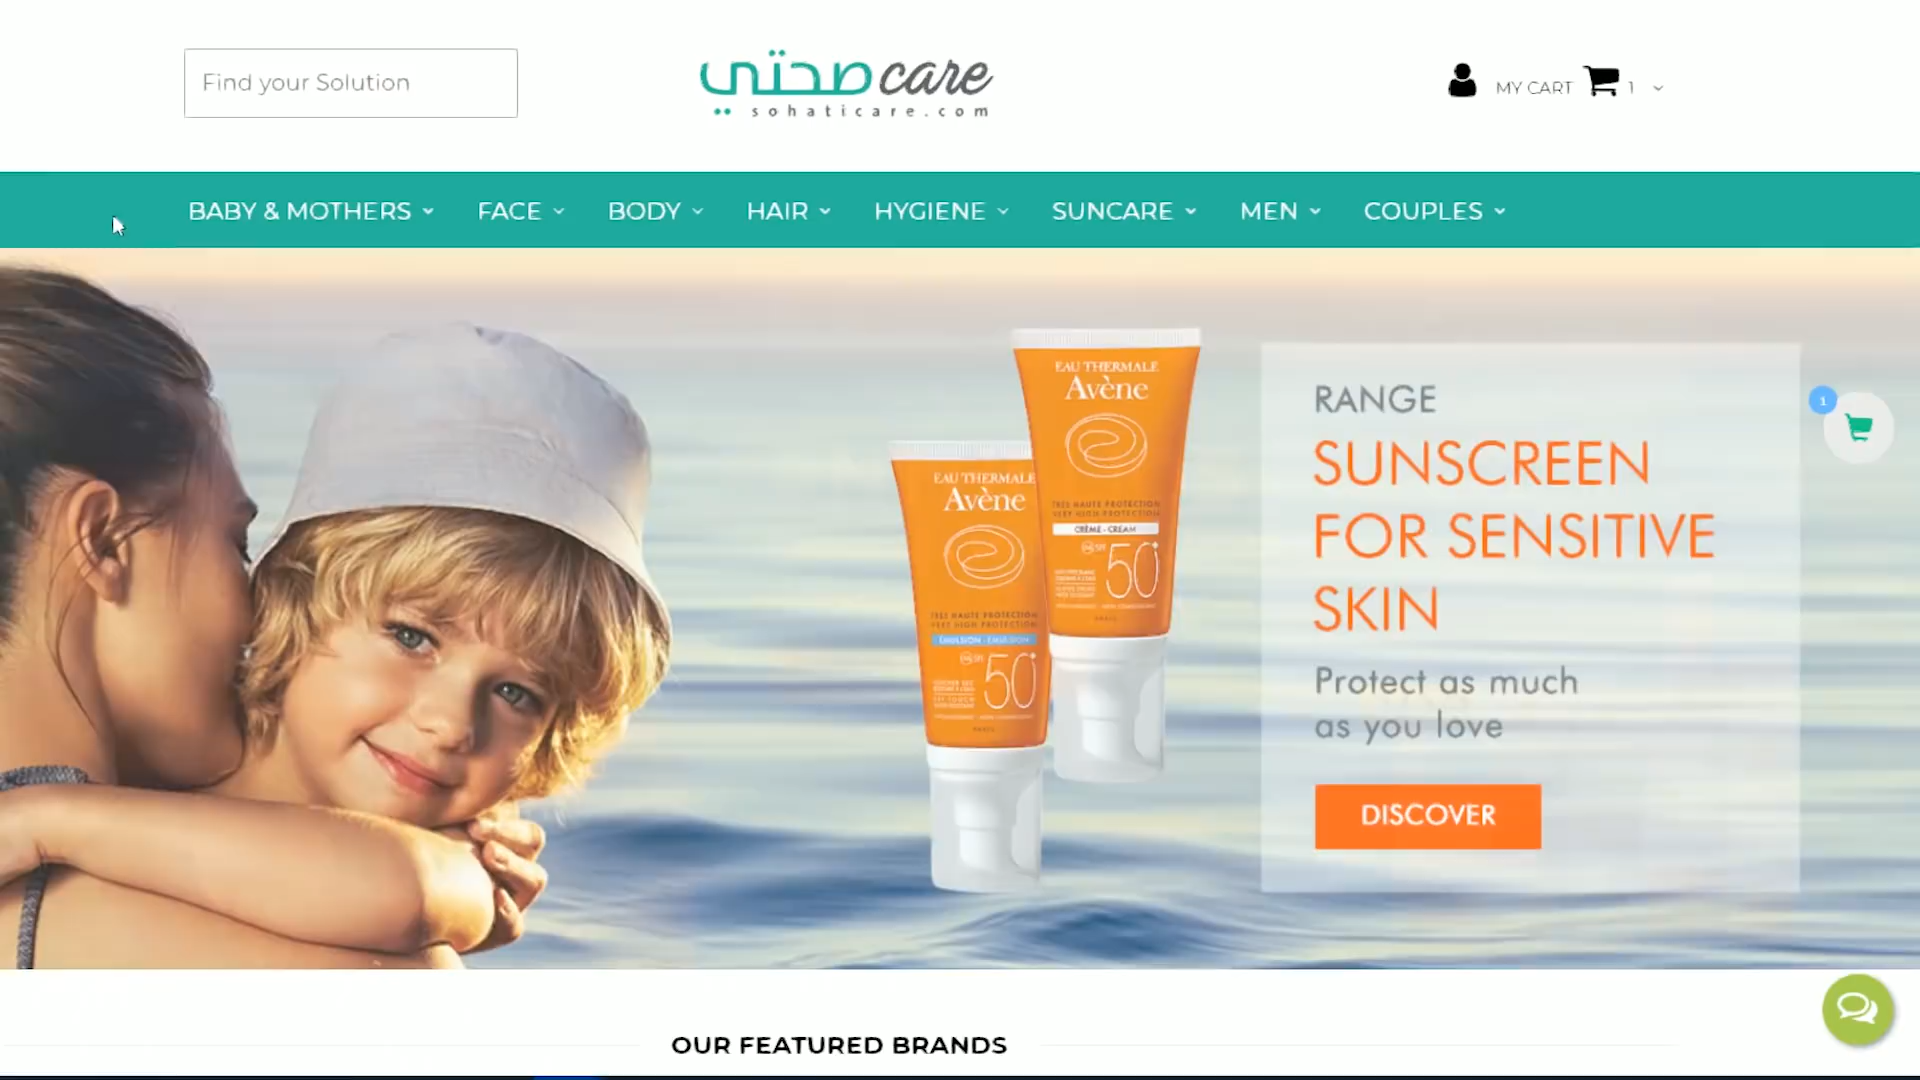 Find your Solution
صحتي care
sohaticare.com
MY CART 1
BABY & MOTHERS FACE BODY HAIR HYGIENE SUNCARE MEN COUPLES
EAU THERMALE
Avène
TRÈS HAUTE PROTECTION
VERY HIGH PROTECTION
CRÈME - CREAM
SPF 50+
EAU THERMALE
Avène
TRÈS HAUTE PROTECTION
VERY HIGH PROTECTION
ÉMULSION - EMULSION
SPF 50+
RANGE
SUNSCREEN
FOR SENSITIVE
SKIN
Protect as much
as you love
DISCOVER
1
OUR FEATURED BRANDS